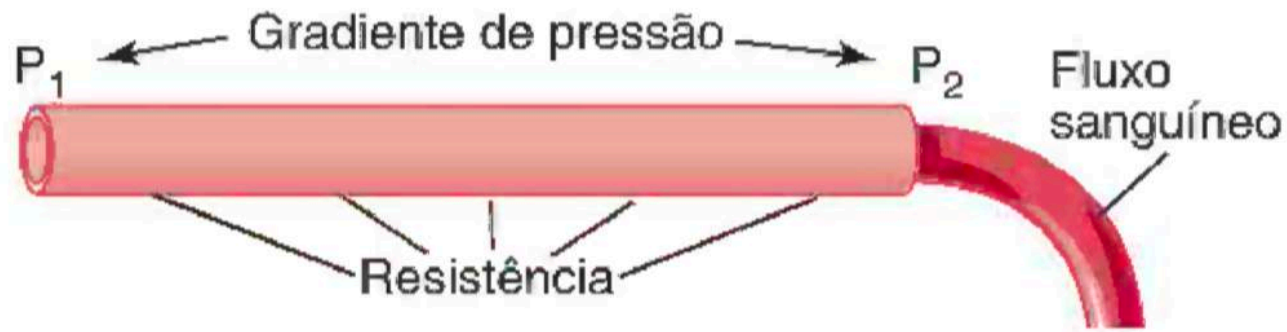 Gradiente de pressão
P₁
P₂
Fluxo
sanguíneo
Resistência